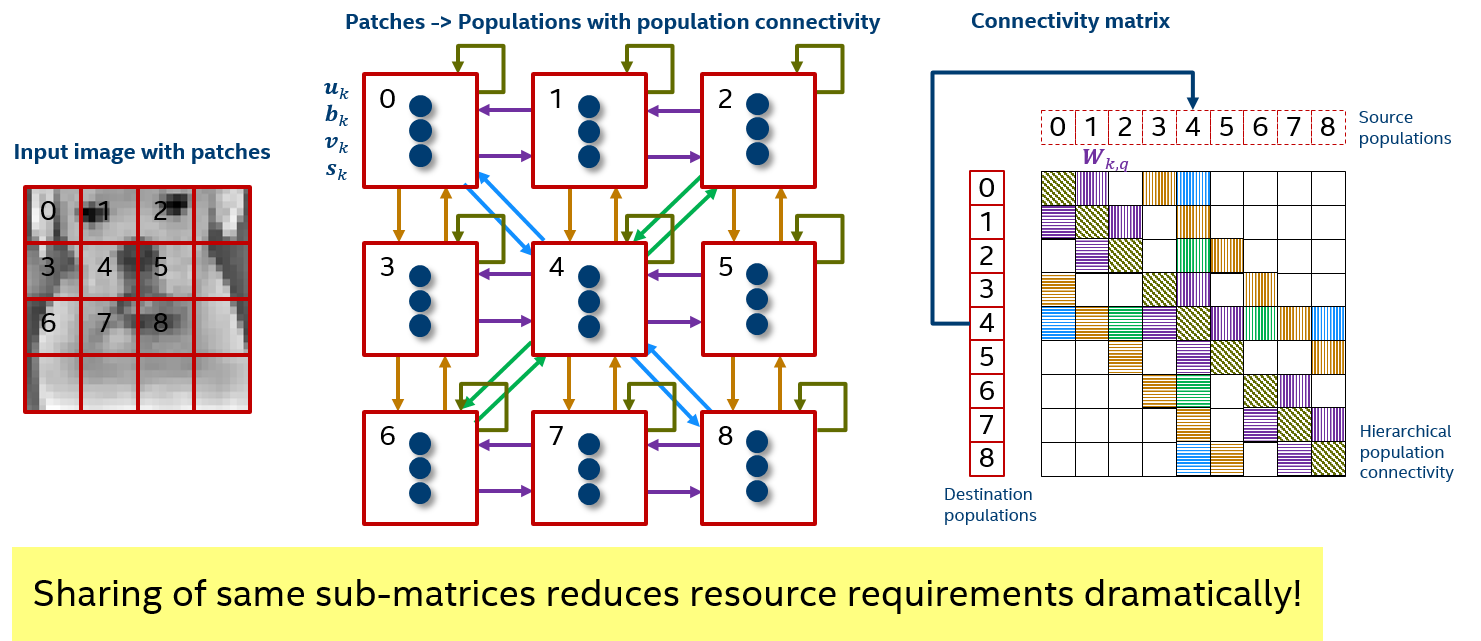 Patches -> Populations with population connectivity
Connectivity matrix
Input image with patches
0 1 2
3 4 5
6 7 8
u_k
b_k
v_k
s_k
0 1 2
3 4 5
6 7 8
0 1 2 3 4 5 6 7 8
Source
populations
W_{k,g}
0
1
2
3
4
5
6
7
8
Destination
populations
Hierarchical
population
connectivity
Sharing of same sub-matrices reduces resource requirements dramatically!